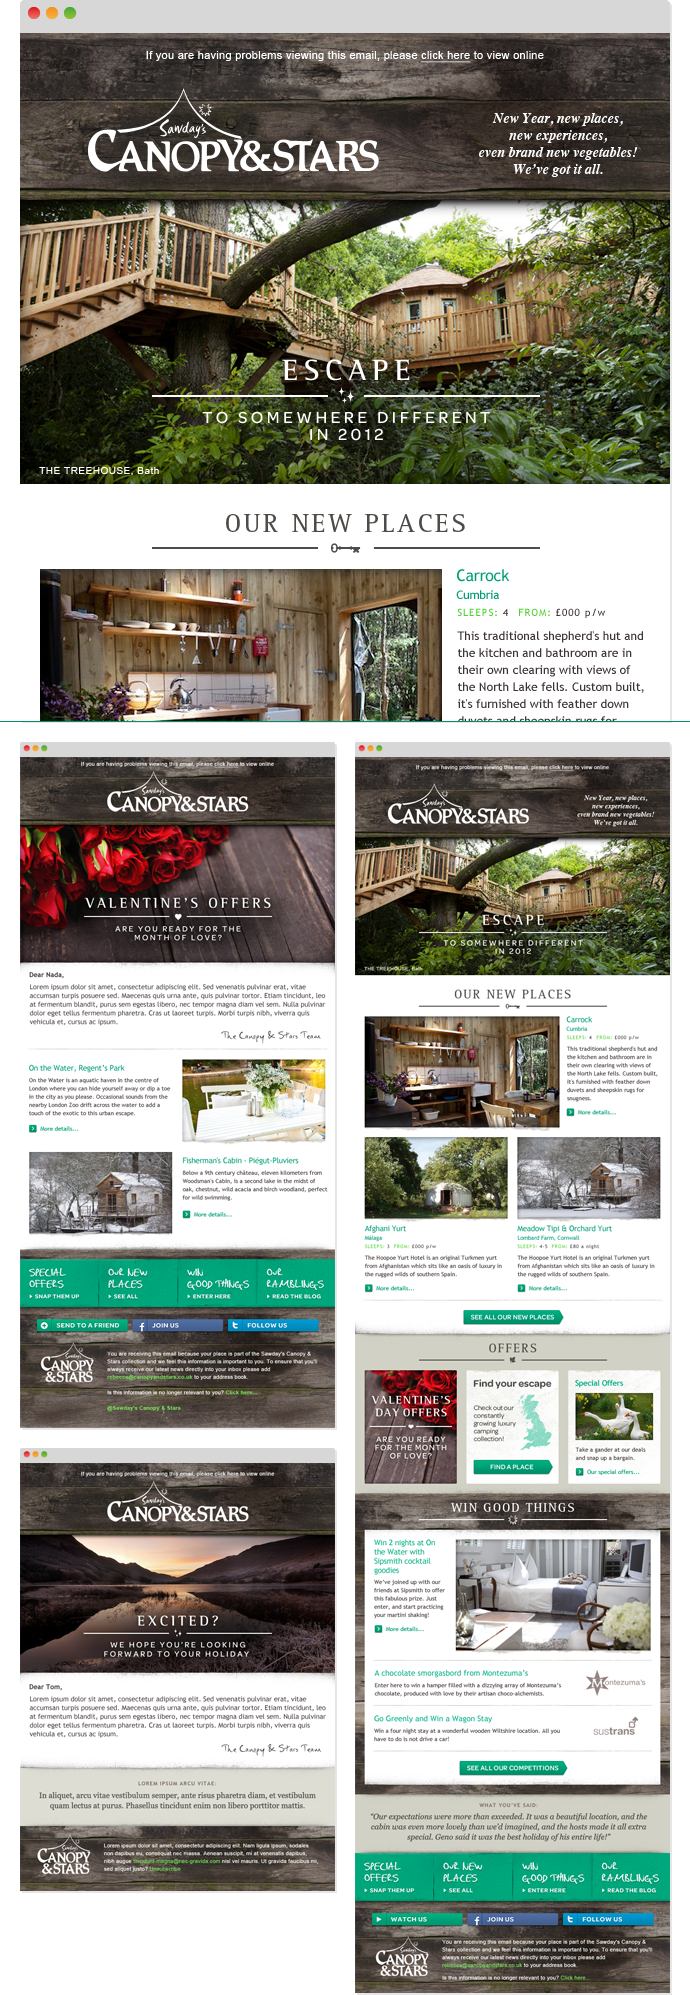 If you are having problems viewing this email, please click here to view online
Sawday's
CANOPY&STARS
New Year, new places,
new experiences,
even brand new vegetables!
We've got it all.
ESCAPE
TO SOMEWHERE DIFFERENT
IN 2012
THE TREEHOUSE, Bath
OUR NEW PLACES
Carrock
Cumbria
SLEEPS: 4 FROM: £000 p/w
This traditional shepherd's hut and
the kitchen and bathroom are in
their own clearing with views of
the North Lake fells. Custom built,
it's furnished with feather down
duvets and sheepskin rugs for
If you are having problems viewing this email, please click here to view online
Sawday's
CANOPY&STARS
VALENTINE'S OFFERS
ARE YOU READY FOR THE
MONTH OF LOVE?
Dear Nada,
Lorem ipsum dolor sit amet, consectetur adipiscing elit. Sed venenatis pulvinar erat, vitae
accumsan turpis posuere sed. Maecenas quis urna ante, quis pulvinar tortor. Etiam tincidunt, leo
at fermentum blandit, purus sem egestas libero, nec tempor magna diam vel sem. Nulla pulvinar
dolor eget tellus fermentum pharetra. Cras ut laoreet turpis. Morbi turpis nibh, viverra quis
vehicula et, cursus ac ipsum.
The Canopy & Stars Team
On the Water, Regent's Park
On the Water is an aquatic haven in the centre of
London where you can hide yourself away or dip a toe
in the city as you please. Occasional sounds from the
nearby London Zoo drift across the water to add a
touch of the exotic to this urban escape.
More details...
Fisherman's Cabin - Piégut-Pluviers
Below a 9th century château, eleven kilometers from
Woodsman's Cabin, is a second lake in the midst of
oak, chestnut, wild acacia and birch woodland, perfect
for wild swimming.
More details...
SPECIAL
OFFERS
SNAP THEM UP
OUR NEW
PLACES
SEE ALL
WIN
GOOD THINGS
ENTER HERE
OUR
RAMBLINGS
READ THE BLOG
SEND TO A FRIEND
JOIN US
FOLLOW US
CANOPY
&STARS
You are receiving this email because your place is part of the Sawday's Canopy &
Stars collection and we feel this information is important to you. To ensure that you'll
always receive our latest news directly into your inbox please add
rebecca@canopyandstars.co.uk to your address book.
Is this information is no longer relevant to you? Click here...
@Sawday's Canopy & Stars
If you are having problems viewing this email, please click here to view online
Sawday's
CANOPY&STARS
EXCITED?
WE HOPE YOU'RE LOOKING
FORWARD TO YOUR HOLIDAY
Dear Tom,
Lorem ipsum dolor sit amet, consectetur adipiscing elit. Sed venenatis pulvinar erat, vitae
accumsan turpis posuere sed. Maecenas quis urna ante, quis pulvinar tortor. Etiam tincidunt, leo
at fermentum blandit, purus sem egestas libero, nec tempor magna diam vel sem. Nulla pulvinar
dolor eget tellus fermentum pharetra. Cras ut laoreet turpis. Morbi turpis nibh, viverra quis
vehicula et, cursus ac ipsum.
The Canopy & Stars Team
LOREM IPSUM ARCU VITAE:
In aliquet, arcu vitae vestibulum semper, ante risus pharetra diam, et vestibulum
quam lectus at purus. Phasellus tincidunt enim non libero porttitor mattis.
CANOPY
&STARS
Lorem ipsum dolor sit amet, consectetur adipiscing elit. Nam ligula ipsum, sodales
non dapibus eu, consequat nec massa. Aenean suscipit, mi at venenatis dapibus,
nibh augue nisl vel mauris. Ut gravida faucibus mi,
sed aliquet justo?
If you are having problems viewing this email, please click here to view online
Sawday's
CANOPY&STARS
New Year, new places,
new experiences,
even brand new vegetables!
We've got it all.
ESCAPE
TO SOMEWHERE DIFFERENT
IN 2012
THE TREEHOUSE, Bath
OUR NEW PLACES
Carrock
Cumbria
SLEEPS: 4 FROM: £000 p/w
This traditional shepherd's hut and
the kitchen and bathroom are in
their own clearing with views of
the North Lake fells. Custom built,
it's furnished with feather down
duvets and sheepskin rugs for
snugness.
More details...
Afghani Yurt
Malaga
SLEEPS: 3 FROM: £000 p/w
The Hoopoe Yurt Hotel is an original Turkmen yurt
from Afghanistan which sits like an oasis of luxury in
the rugged wilds of southern Spain.
More details...
Meadow Tipi & Orchard Yurt
Lombard Farm, Cornwall
SLEEPS: 4-5 FROM: £80 a night
The Hoopoe Yurt Hotel is an original Turkmen yurt
from Afghanistan which sits like an oasis of luxury in
the rugged wilds of southern Spain.
More details...
SEE ALL OUR NEW PLACES
OFFERS
VALENTINE'S
DAY OFFERS
ARE YOU READY
FOR THE MONTH
OF LOVE?
Find your escape
Check out our
constantly
growing luxury
camping
collection!
FIND A PLACE
Special Offers
Take a gander at our deals
and snap up a bargain.
Our special offers...
WIN GOOD THINGS
Win 2 nights at On
the Water with
Sipsmith cocktail
goodies
We've joined up with our
friends at Sipsmith to offer
this fabulous prize. Just
enter, and start practicing
your martini shaking!
More details...
A chocolate smorgasbord from Montezuma's
Enter here to win a hamper filled with a dizzying array of Montezuma's
chocolate, produced with love by their artisan choco-alchemists.
Montezuma's
Go Greenly and Win a Wagon Stay
Win a four night stay at a wonderful wooden Wiltshire location. All you
have to do is not drive a car!
sustrans
SEE ALL OUR COMPETITIONS
WHAT YOU'VE SAID:
"Our expectations were more than exceeded. It was a beautiful location, and the
cabin was even more lovely than we'd imagined, and the hosts made it all extra
special. Geno said it was the best holiday of his entire life!"
SPECIAL
OFFERS
SNAP THEM UP
OUR NEW
PLACES
SEE ALL
WIN
GOOD THINGS
ENTER HERE
OUR
RAMBLINGS
READ THE BLOG
WATCH US
JOIN US
FOLLOW US
CANOPY
&STARS
You are receiving this email because your place is part of the Sawday's Canopy &
Stars collection and we feel this information is important to you. To ensure that you'll
always receive our latest news directly into your inbox please add
rebecca@canopyandstars.co.uk to your address book.
Is this information is no longer relevant to you? Click here...